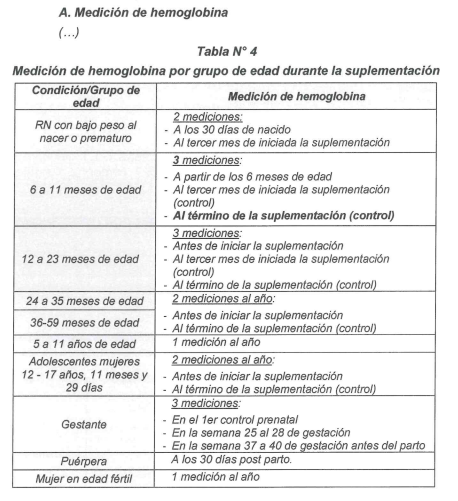 A. Medición de hemoglobina
(...)
Tabla N° 4
Medición de hemoglobina por grupo de edad durante la suplementación
Condición/Grupo de
edad
Medición de hemoglobina
RN con bajo peso al
nacer o prematuro
2 mediciones:
- A los 30 días de nacido
- Al tercer mes de iniciada la suplementación
6 a 11 meses de edad
3 mediciones:
- A partir de los 6 meses de edad
- Al tercer mes de iniciada la suplementación
(control)
- Al término de la suplementación (control)
12 a 23 meses de edad
3 mediciones:
- Antes de iniciar la suplementación
- Al tercer mes de iniciada la suplementación
(control)
- Al término de la suplementación (control)
24 a 35 meses de edad
36-59 meses de edad
2 mediciones al año:
- Antes de iniciar la suplementación
- Al término de la suplementación (control)
5 a 11 años de edad
1 medición al año
Adolescentes mujeres
12 - 17 años, 11 meses y
29 días
2 mediciones al año:
- Antes de iniciar la suplementación
- Al término de la suplementación (control)
Gestante
3 mediciones:
- En el 1er control prenatal
- En la semana 25 al 28 de gestación
- En la semana 37 a 40 de gestación antes del parto
Puérpera
A los 30 días post parto.
Mujer en edad fértil
1 medición al año